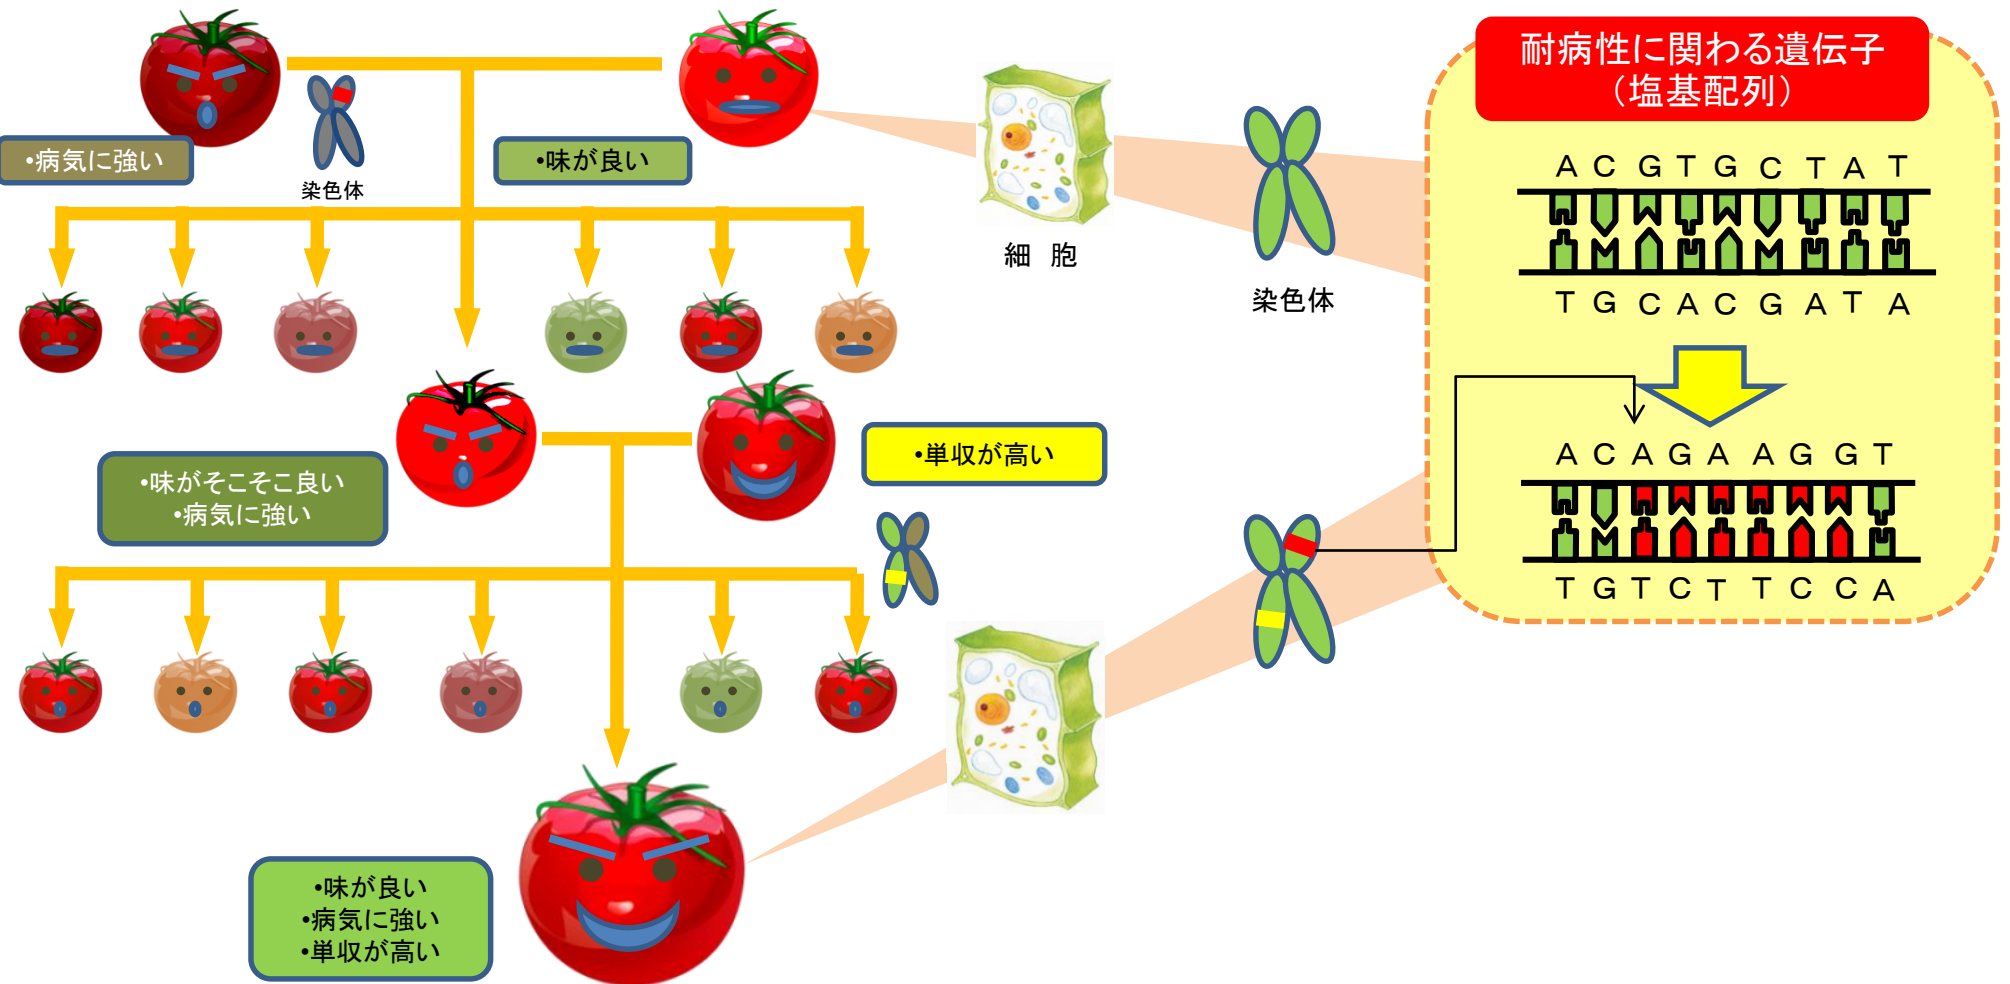 •病気に強い
染色体
•味が良い
細　胞
染色体
耐病性に関わる遺伝子
（塩基配列）
A C G T G C T A T
T G C A C G A T A
A C A G A A G G T
T G T C T T C C A
•味がそこそこ良い
•病気に強い
•単収が高い
•味が良い
•病気に強い
•単収が高い